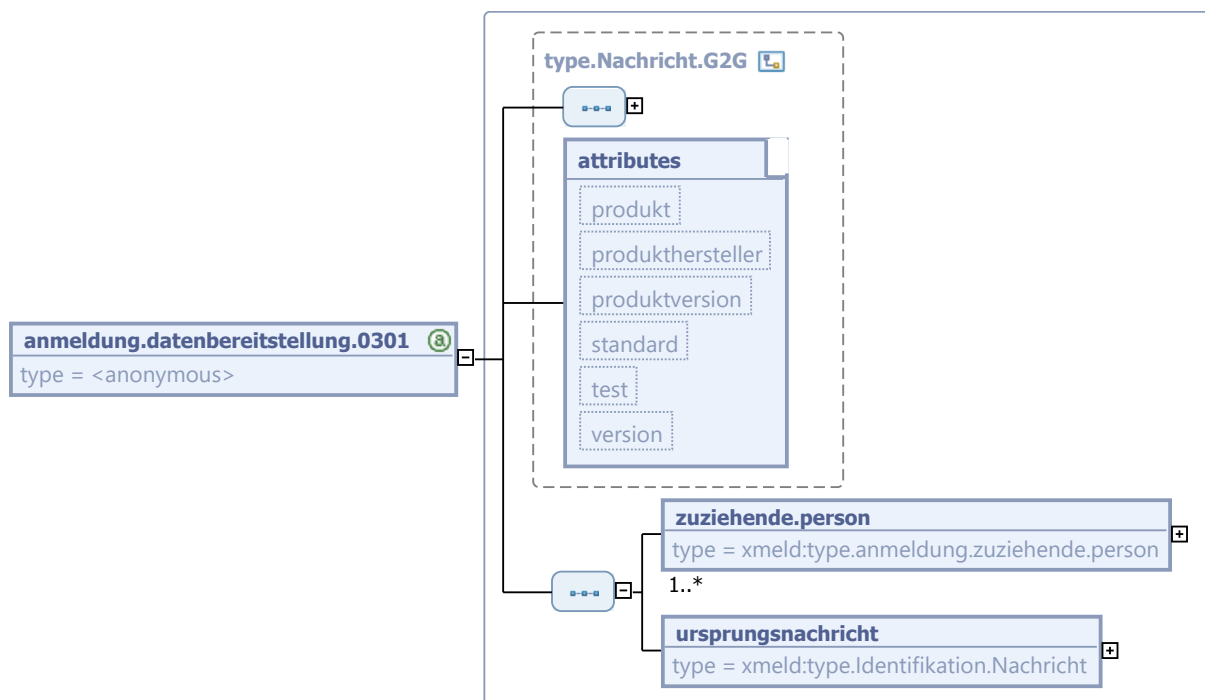 type.Nachricht.G2G
attributes
produkt
produkthersteller
produktversion
standard
test
version
anmeldung.datenbereitstellung.0301 a
type = <anonymous>
zuziehende.person
type = xmeld:type.anmeldung.zuziehende.person
1..*
ursprungsnachricht
type = xmeld:type.Identifikation.Nachricht